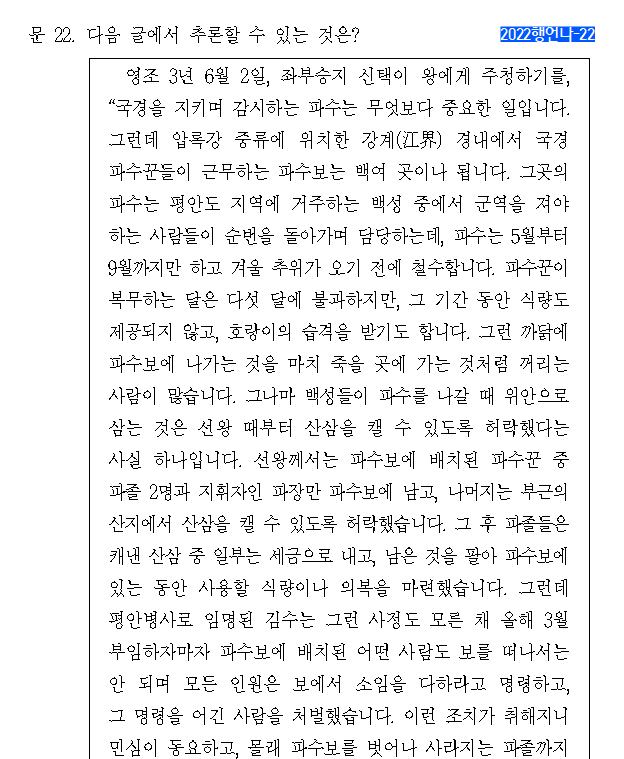 문 22. 다음 글에서 추론할 수 있는 것은? 2022행언나-22
영조 3년 6월 2일, 좌부승지 신택이 왕에게 주청하기를,
“국경을 지키며 감시하는 파수는 무엇보다 중요한 일입니다.
그런데 압록강 중류에 위치한 강계(江界) 경내에서 국경
파수꾼들이 근무하는 파수보는 백여 곳이나 됩니다. 그곳의
파수는 평안도 지역에 거주하는 백성 중에서 군역을 져야
하는 사람들이 순번을 돌아가며 담당하는데, 파수는 5월부터
9월까지만 하고 겨울 추위가 오기 전에 철수합니다. 파수꾼이
복무하는 달은 다섯 달에 불과하지만, 그 기간 동안 식량도
제공되지 않고, 호랑이의 습격을 받기도 합니다. 그런 까닭에
파수보에 나가는 것을 마치 죽을 곳에 가는 것처럼 꺼리는
사람이 많습니다. 그나마 백성들이 파수를 나갈 때 위안으로
삼는 것은 선왕 때부터 산삼을 캘 수 있도록 허락했다는
사실 하나입니다. 선왕께서는 파수보에 배치된 파수꾼 중
파졸 2명과 지휘자인 파장만 파수보에 남고, 나머지는 부근의
산지에서 산삼을 캘 수 있도록 허락했습니다. 그 후 파졸들은
캐낸 산삼 중 일부는 세금으로 내고, 남은 것을 팔아 파수보에
있는 동안 사용할 식량이나 의복을 마련했습니다. 그런데
평안병사로 임명된 김수는 그런 사정도 모른 채 올해 3월
부임하자마자 파수보에 배치된 어떤 사람도 보를 떠나서는
안 되며 모든 인원은 보에서 소임을 다하라고 명령하고,
그 명령을 어긴 사람을 처벌했습니다. 이런 조치가 취해지니
민심이 동요하고, 몰래 파수보를 벗어나 사라지는 파졸까지